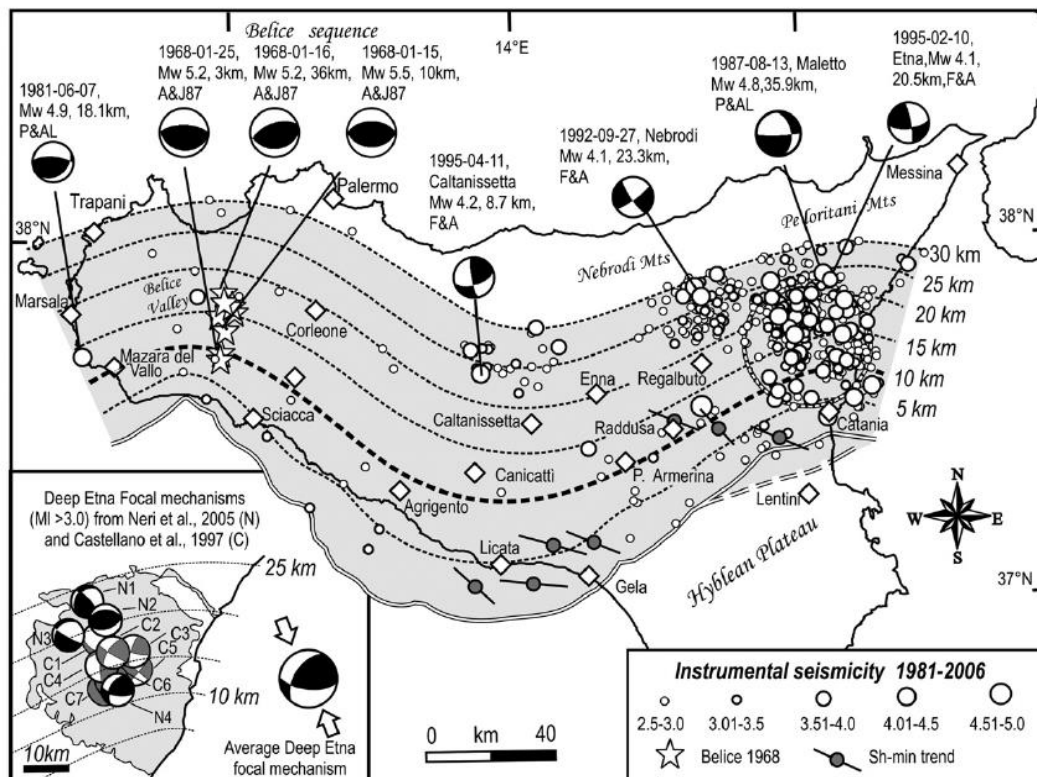 Belice sequence
14°E
1968-01-25,
Mw 5.2, 3km,
A&J87
1968-01-16,
Mw 5.2, 36km,
A&J87
1968-01-15,
Mw 5.5, 10km,
A&J87
1981-06-07,
Mw 4.9, 18.1km,
P&AL
1995-04-11,
Caltanissetta
Mw 4.2, 8.7 km,
F&A
1992-09-27, Nebrodi
Mw 4.1, 23.3km,
F&A
1987-08-13, Maletto
Mw 4.8,35.9km,
P&AL
1995-02-10,
Etna,Mw 4.1,
20.5km,F&A
Trapani
Palermo
Messina
38°N
38°N
Peloritani Mts
Nebrodi Mts
30 km
25 km
20 km
15 km
10 km
5 km
Marsala
Belice
Valley
Corleone
Mazara del
Vallo
Sciacca
Enna
Regalbuto
Caltanissetta
Raddusa
Catania
Canicattì
P. Armerina
Agrigento
Lentini
Licata
Gela
Hyblean Plateau
N
W
E
S
37°N
Deep Etna Focal mechanisms
(Ml >3.0) from Neri et al., 2005 (N)
and Castellano et al., 1997 (C)
25 km
N1
N2
C2
N3
C3
C5
C1
C4
C6
C7
N4
10 km
10km
Average Deep Etna
focal mechanism
km
0
40
Instrumental seismicity 1981-2006
2.5-3.0
3.01-3.5
3.51-4.0
4.01-4.5
4.51-5.0
Belice 1968
Sh-min trend